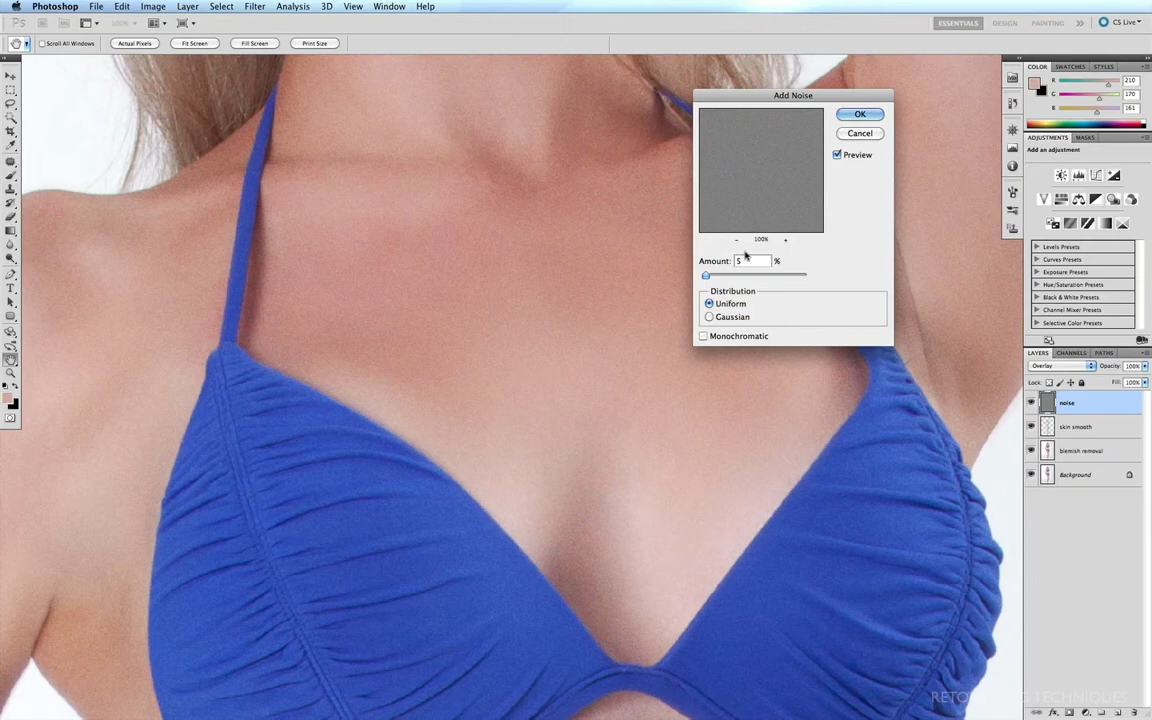 Photoshop File Edit Image Layer Select Filter Analysis 3D View Window Help
100% ESSENTIALS DESIGN PAINTING CS Live
Scroll All Windows Actual Pixels Fit Screen Fill Screen Print Size
COLOR SWATCHES STYLES
R 210
G 170
B 161
ADJUSTMENTS MASKS
Add an adjustment
Levels Presets
Curves Presets
Exposure Presets
Hue/Saturation Presets
Black & White Presets
Channel Mixer Presets
Selective Color Presets
LAYERS CHANNELS PATHS
Overlay Opacity: 100%
Lock: Fill: 100%
noise
skin smooth
blemish removal
Background
Add Noise
OK
Cancel
Preview
− 100% +
Amount: 5 %
Distribution
Uniform
Gaussian
Monochromatic